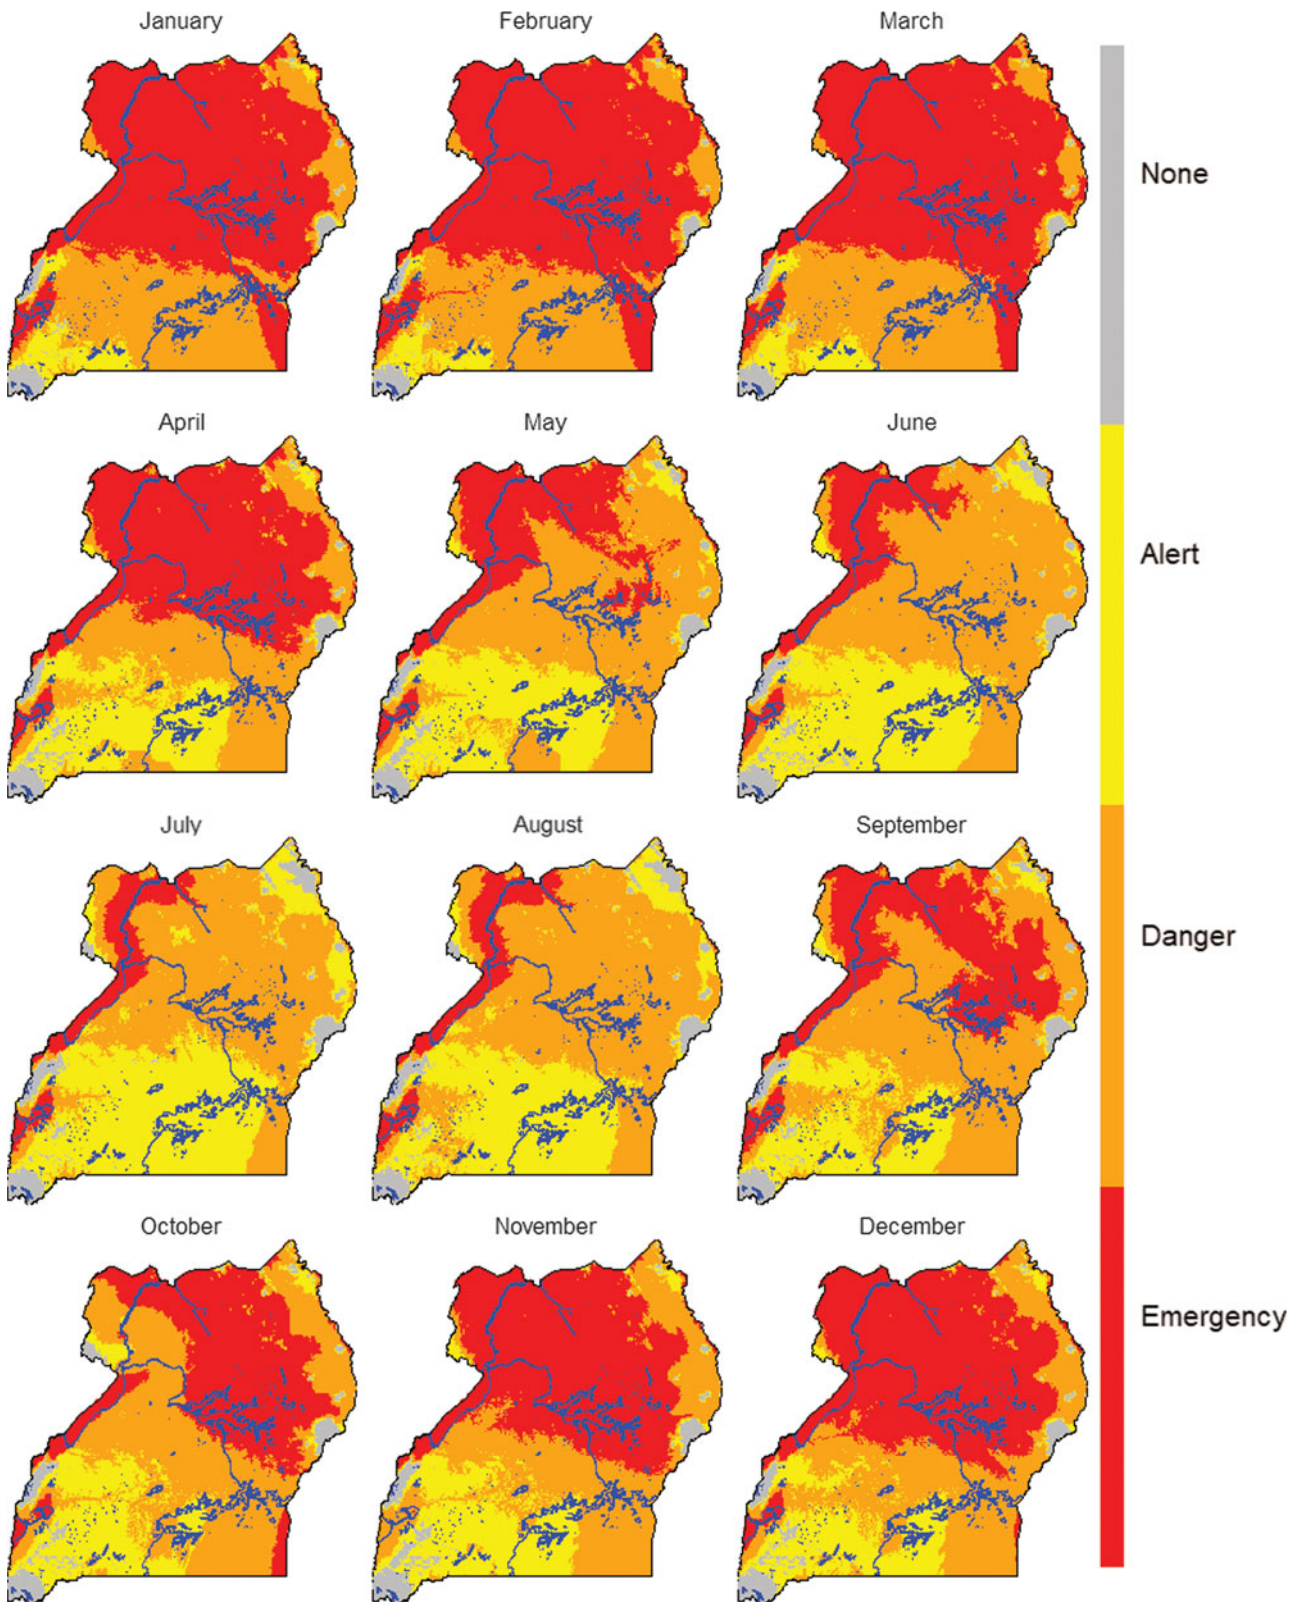 January
February
March
None
April
May
June
Alert
July
August
September
Danger
October
November
December
Emergency